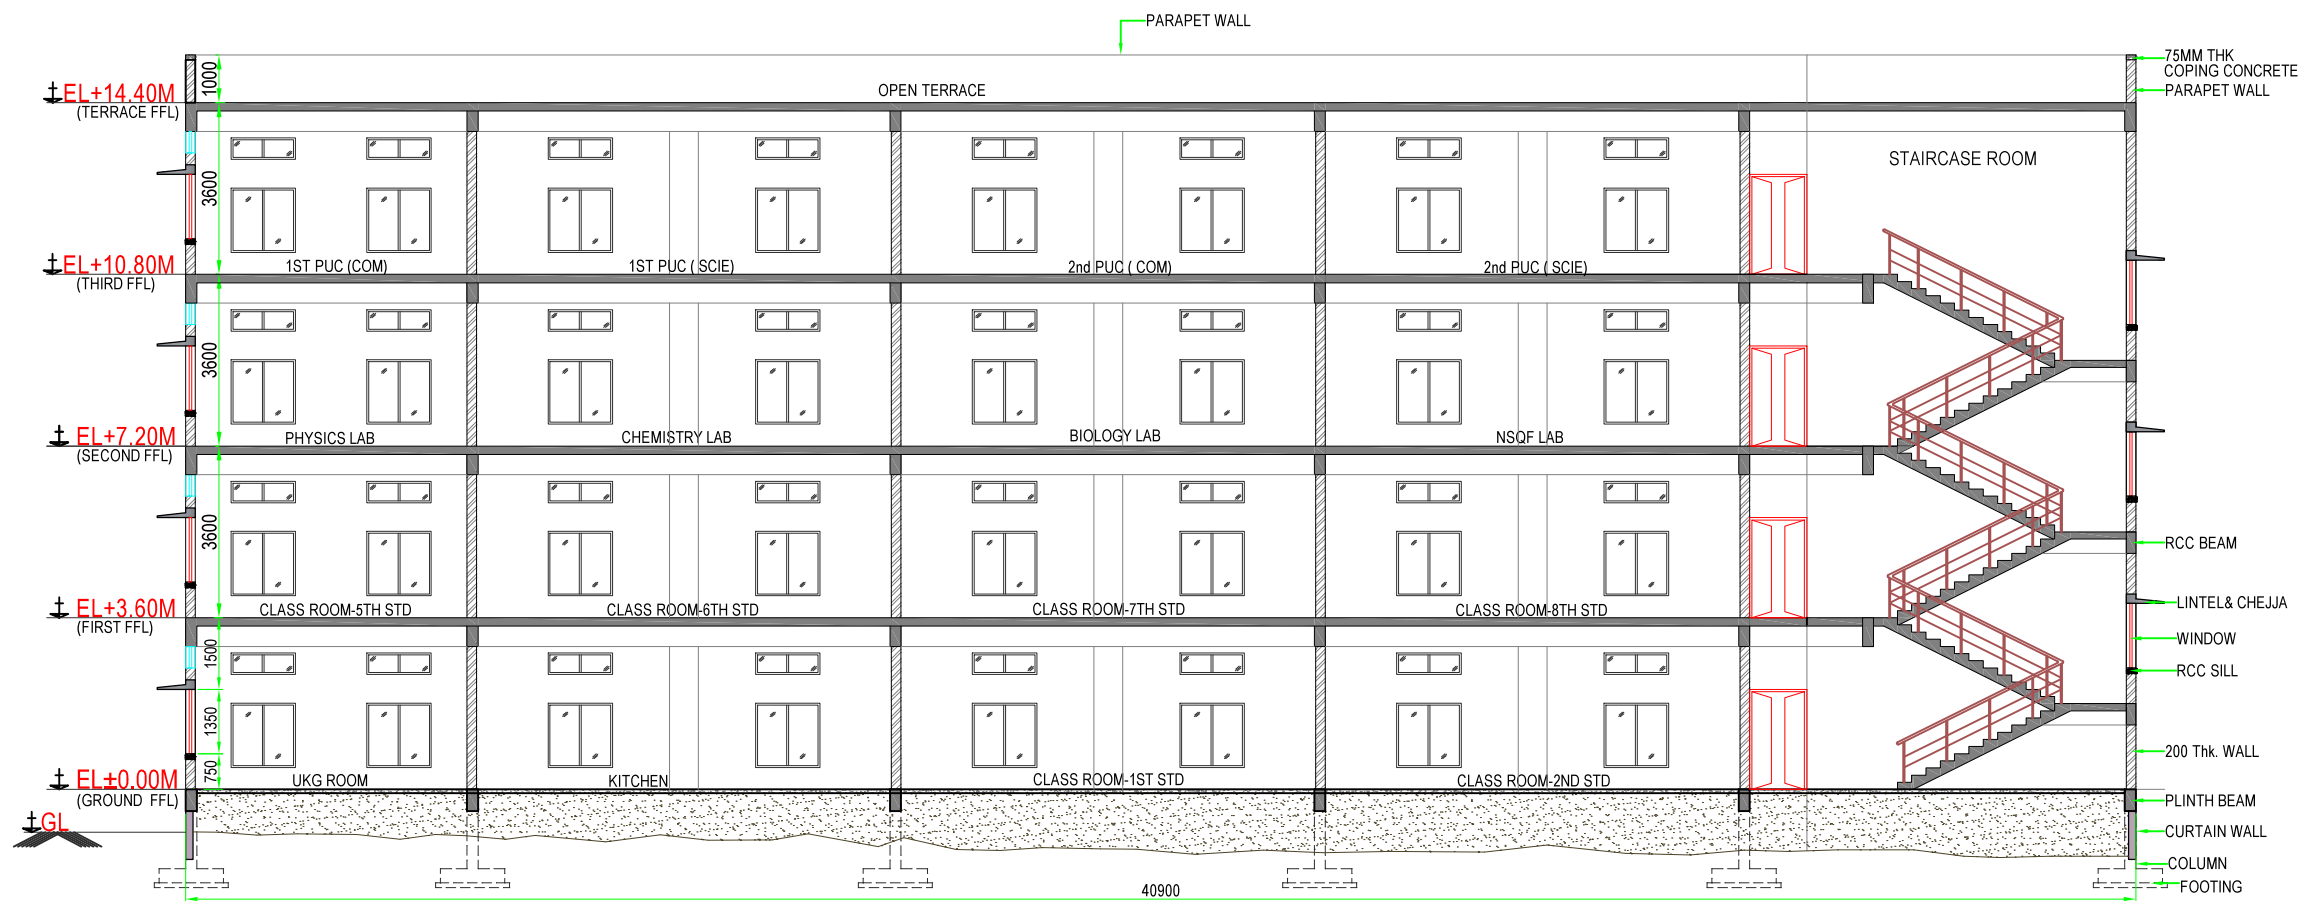 PARAPET WALL
75MM THK
COPING CONCRETE
PARAPET WALL
1000
OPEN TERRACE
EL+14.40M
(TERRACE FFL)
STAIRCASE ROOM
3600
1ST PUC (COM)
1ST PUC ( SCIE)
2nd PUC ( COM)
2nd PUC ( SCIE)
EL+10.80M
(THIRD FFL)
3600
PHYSICS LAB
CHEMISTRY LAB
BIOLOGY LAB
NSQF LAB
EL+7.20M
(SECOND FFL)
3600
RCC BEAM
CLASS ROOM-5TH STD
CLASS ROOM-6TH STD
CLASS ROOM-7TH STD
CLASS ROOM-8TH STD
LINTEL& CHEJJA
EL+3.60M
(FIRST FFL)
1500
WINDOW
RCC SILL
1350
200 Thk. WALL
750
UKG ROOM
KITCHEN
CLASS ROOM-1ST STD
CLASS ROOM-2ND STD
EL±0.00M
(GROUND FFL)
PLINTH BEAM
GL
CURTAIN WALL
COLUMN
FOOTING
40900